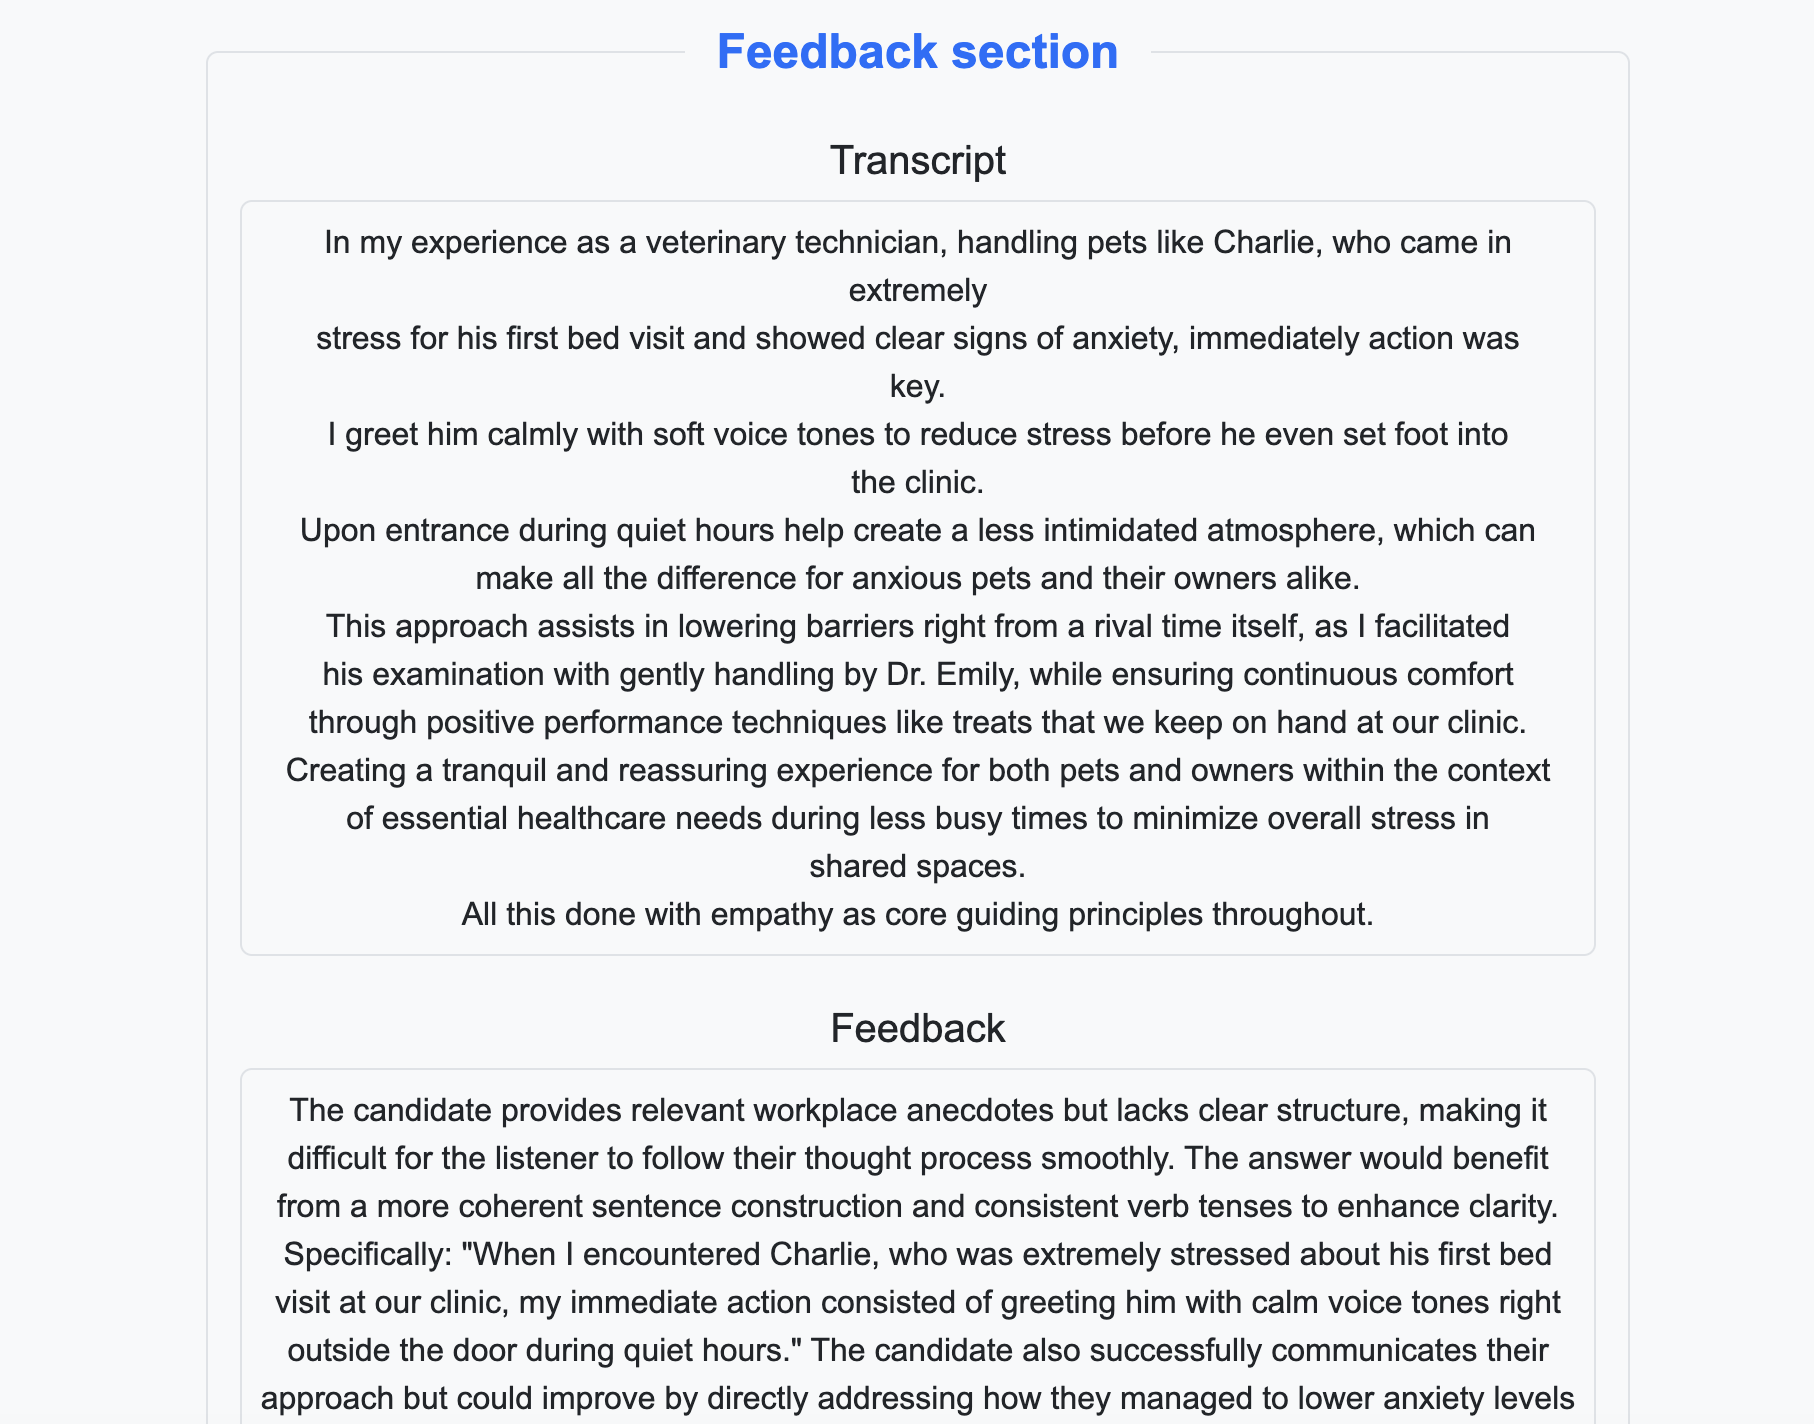 Feedback section
Transcript
In my experience as a veterinary technician, handling pets like Charlie, who came in
extremely
stress for his first bed visit and showed clear signs of anxiety, immediately action was
key.
I greet him calmly with soft voice tones to reduce stress before he even set foot into
the clinic.
Upon entrance during quiet hours help create a less intimidated atmosphere, which can
make all the difference for anxious pets and their owners alike.
This approach assists in lowering barriers right from a rival time itself, as I facilitated
his examination with gently handling by Dr. Emily, while ensuring continuous comfort
through positive performance techniques like treats that we keep on hand at our clinic.
Creating a tranquil and reassuring experience for both pets and owners within the context
of essential healthcare needs during less busy times to minimize overall stress in
shared spaces.
All this done with empathy as core guiding principles throughout.
Feedback
The candidate provides relevant workplace anecdotes but lacks clear structure, making it
difficult for the listener to follow their thought process smoothly. The answer would benefit
from a more coherent sentence construction and consistent verb tenses to enhance clarity.
Specifically: "When I encountered Charlie, who was extremely stressed about his first bed
visit at our clinic, my immediate action consisted of greeting him with calm voice tones right
outside the door during quiet hours." The candidate also successfully communicates their
approach but could improve by directly addressing how they managed to lower anxiety levels